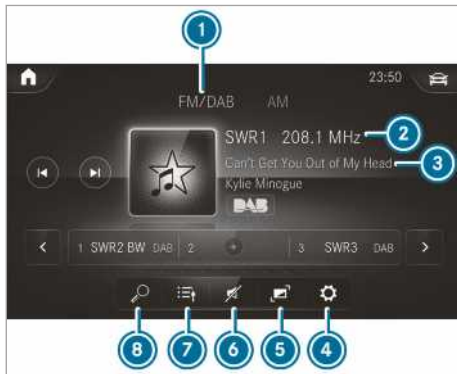 1
23:50
FM/DAB AM
SWR1 208.1 MHz 2
Can't Get You Out of My Head 3
Kylie Minogue
DAB
1 SWR2 BW DAB 2 3 SWR3 DAB
8 7 6 5 4